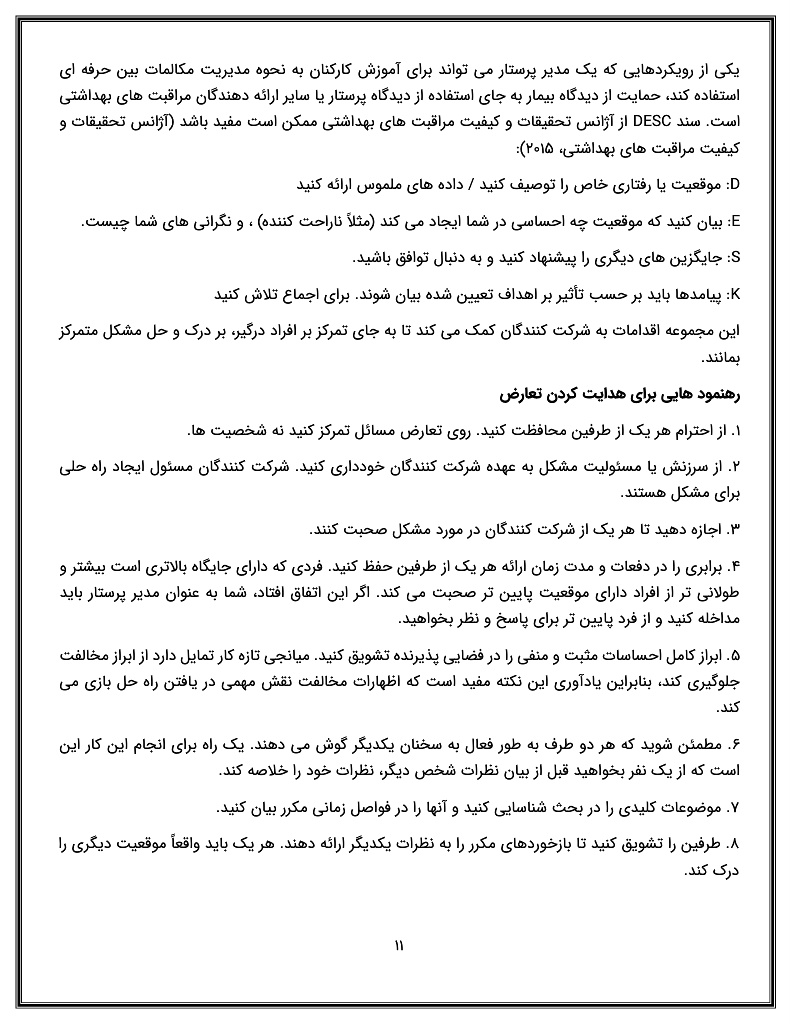 یکی از رویکردهایی که یک مدیر پرستار می تواند برای آموزش کارکنان به نحوه مدیریت مکالمات بین حرفه ای
استفاده کند، حمایت از دیدگاه بیمار به جای استفاده از دیدگاه پرستار یا سایر ارائه دهندگان مراقبت های بهداشتی
است. سند DESC از آژانس تحقیقات و کیفیت مراقبت های بهداشتی ممکن است مفید باشد (آژانس تحقیقات و
کیفیت مراقبت های بهداشتی، ۲۰۱۵):
D: موقعیت یا رفتاری خاص را توصیف کنید / داده های ملموس ارائه کنید
E: بیان کنید که موقعیت چه احساسی در شما ایجاد می کند (مثلاً ناراحت کننده) ، و نگرانی های شما چیست.
S: جایگزین های دیگری را پیشنهاد کنید و به دنبال توافق باشید.
K: پیامدها باید بر حسب تأثیر بر اهداف تعیین شده بیان شوند. برای اجماع تلاش کنید
این مجموعه اقدامات به شرکت کنندگان کمک می کند تا به جای تمرکز بر افراد درگیر، بر درک و حل مشکل متمرکز
بمانند.
رهنمود هایی برای هدایت کردن تعارض
۱. از احترام هر یک از طرفین محافظت کنید. روی تعارض مسائل تمرکز کنید نه شخصیت ها.
۲. از سرزنش یا مسئولیت مشکل به عهده شرکت کنندگان خودداری کنید. شرکت کنندگان مسئول ایجاد راه حلی
برای مشکل هستند.
۳. اجازه دهید تا هر یک از شرکت کنندگان در مورد مشکل صحبت کنند.
۴. برابری را در دفعات و مدت زمان ارائه هر یک از طرفین حفظ کنید. فردی که دارای جایگاه بالاتری است بیشتر و
طولانی تر از افراد دارای موقعیت پایین تر صحبت می کند. اگر این اتفاق افتاد، شما به عنوان مدیر پرستار باید
مداخله کنید و از فرد پایین تر برای پاسخ و نظر بخواهید.
۵. ابراز کامل احساسات مثبت و منفی را در فضایی پذیرنده تشویق کنید. میانجی تازه کار تمایل دارد از ابراز مخالفت
جلوگیری کند، بنابراین یادآوری این نکته مفید است که اظهارات مخالفت نقش مهمی در یافتن راه حل بازی می
کند.
۶. مطمئن شوید که هر دو طرف به طور فعال به سخنان یکدیگر گوش می دهند. یک راه برای انجام این کار این
است که از یک نفر بخواهید قبل از بیان نظرات شخص دیگر، نظرات خود را خلاصه کند.
۷. موضوعات کلیدی را در بحث شناسایی کنید و آنها را در فواصل زمانی مکرر بیان کنید.
۸. طرفین را تشویق کنید تا بازخوردهای مکرر را به نظرات یکدیگر ارائه دهند. هر یک باید واقعاً موقعیت دیگری را
درک کند.
۱۱